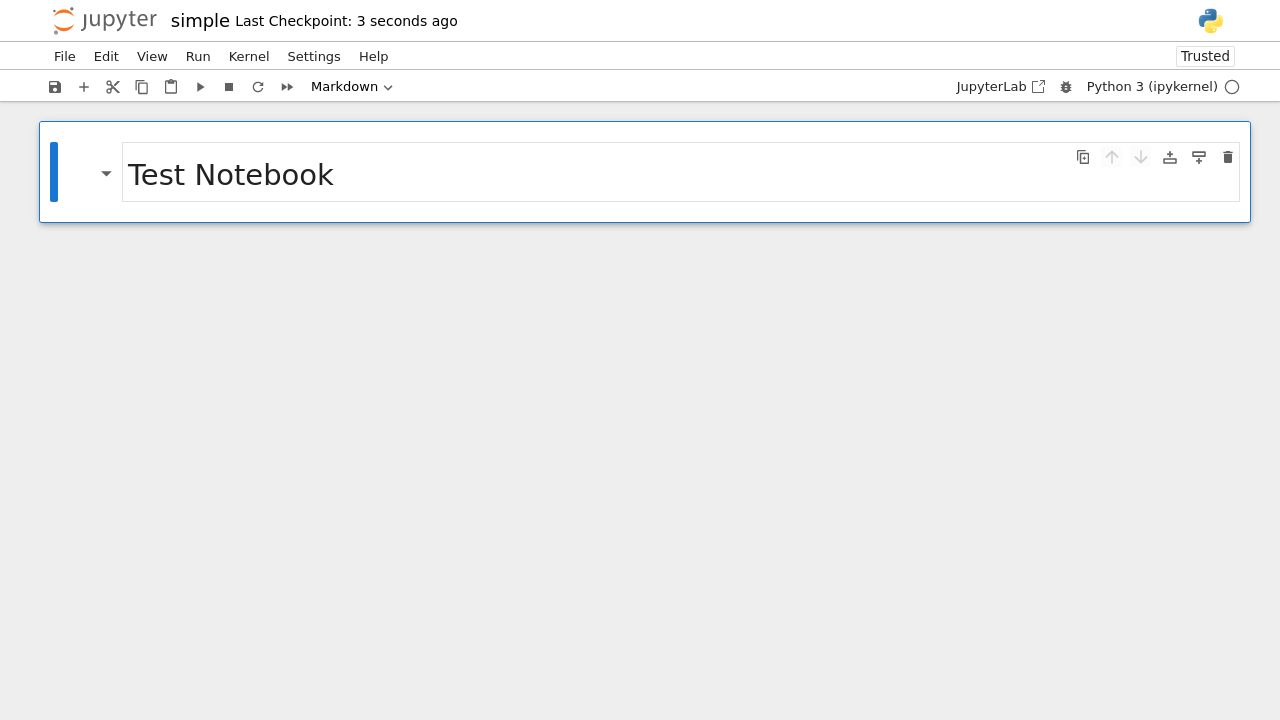 jupyter simple Last Checkpoint: 3 seconds ago
File Edit View Run Kernel Settings Help Trusted
Markdown JupyterLab Python 3 (ipykernel)
Test Notebook